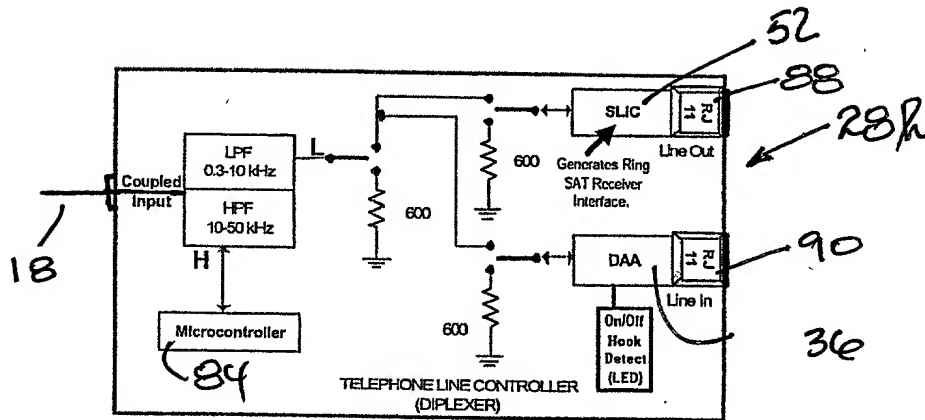 52
88
28h
SLIC
RJ
11
Line Out
Generates Ring
SAT Receiver
Interface.
600
L
LPF
0.3-10 kHz
HPF
10-50 kHz
Coupled
Input
18
600
H
Microcontroller
84
DAA
RJ
11
Line In
90
36
600
On/Off
Hook
Detect
(LED)
TELEPHONE LINE CONTROLLER
(DIPLEXER)